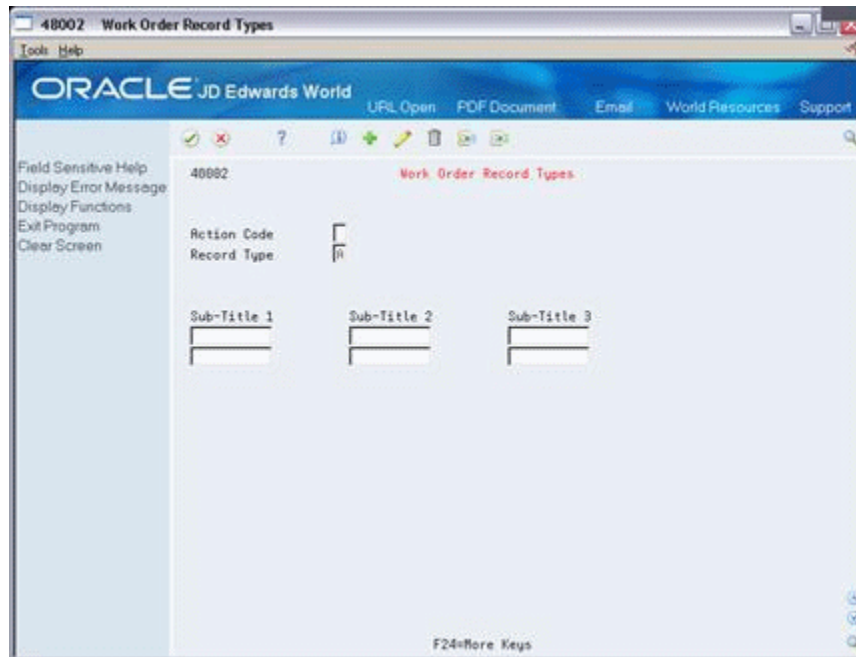 48002 Work Order Record Types
Tools Help
ORACLE JD Edwards World
URL Open PDF Document Email World Resources Support
Field Sensitive Help
Display Error Message
Display Functions
Exit Program
Clear Screen
48002 Work Order Record Types
Action Code
Record Type A
Sub-Title 1 Sub-Title 2 Sub-Title 3
F24=More Keys